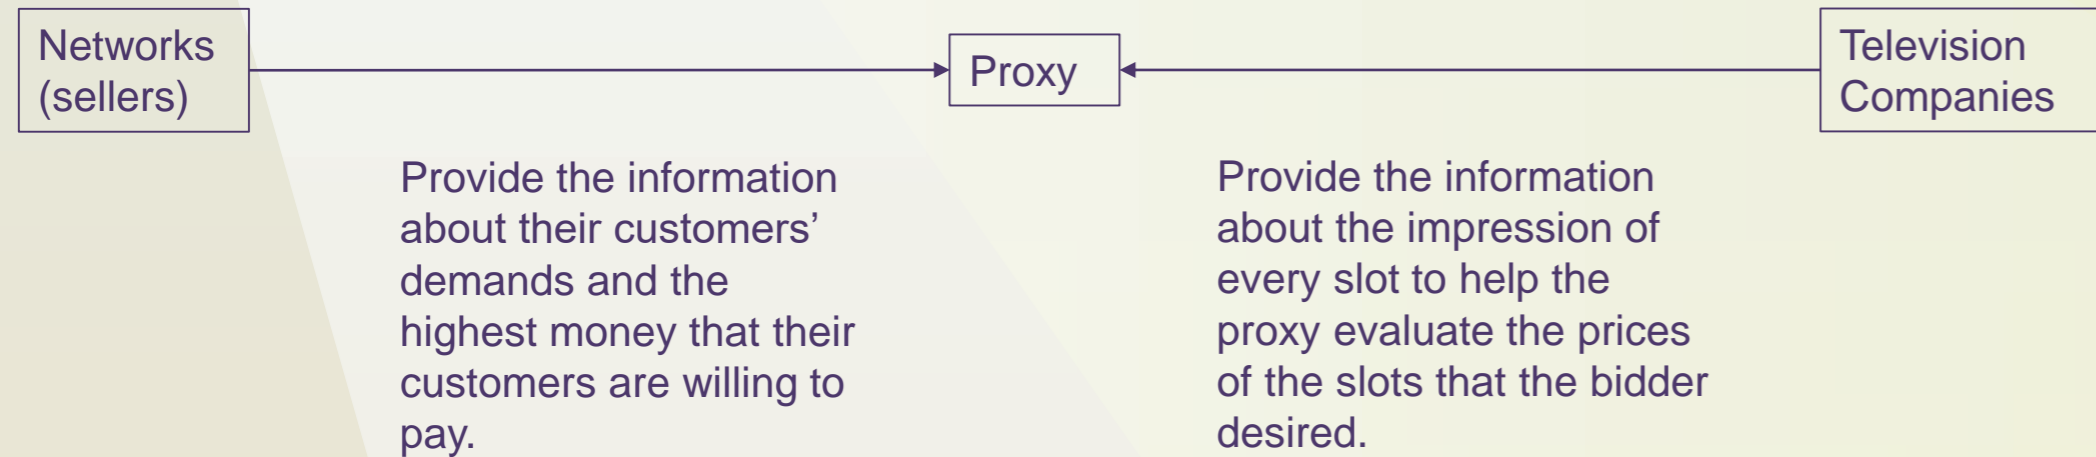 Networks
(sellers)
Proxy
Television
Companies
Provide the information
about their customers’
demands and the
highest money that their
customers are willing to
pay.
Provide the information
about the impression of
every slot to help the
proxy evaluate the prices
of the slots that the bidder
desired.